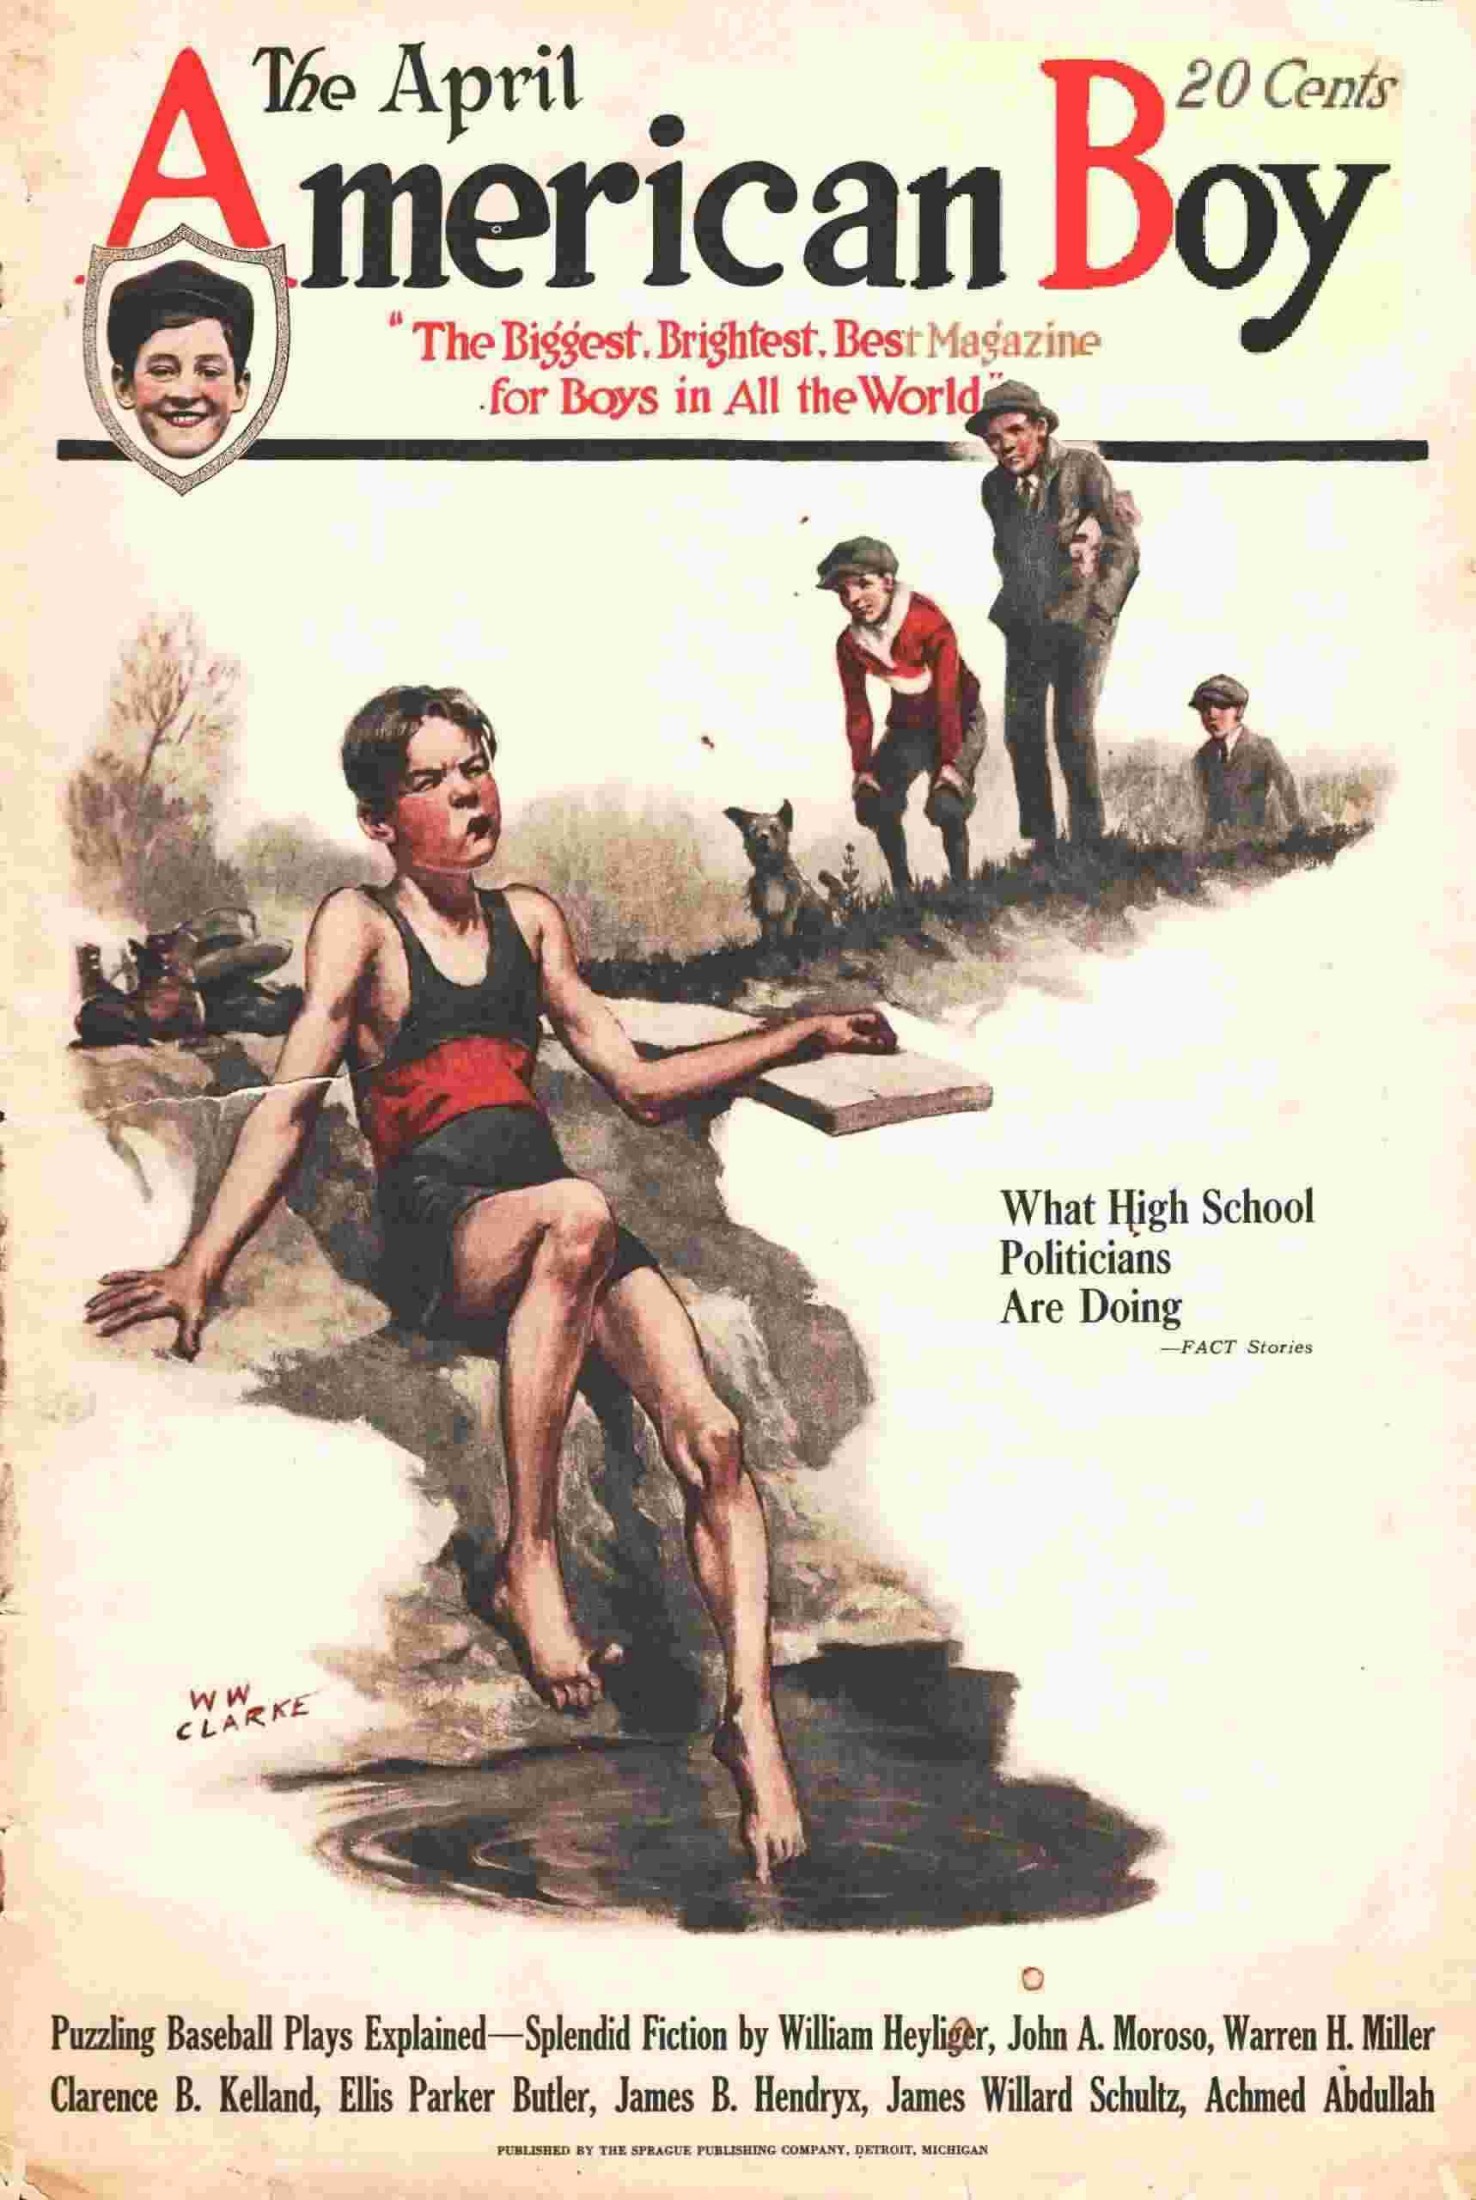 The April
20 Cents
American Boy
"The Biggest, Brightest, Best Magazine
for Boys in All the World"
What High School
Politicians
Are Doing
—FACT Stories
W W
CLARKE
Puzzling Baseball Plays Explained—Splendid Fiction by William Heyliger, John A. Moroso, Warren H. Miller
Clarence B. Kelland, Ellis Parker Butler, James B. Hendryx, James Willard Schultz, Achmed Abdullah
PUBLISHED BY THE SPRAGUE PUBLISHING COMPANY, DETROIT, MICHIGAN